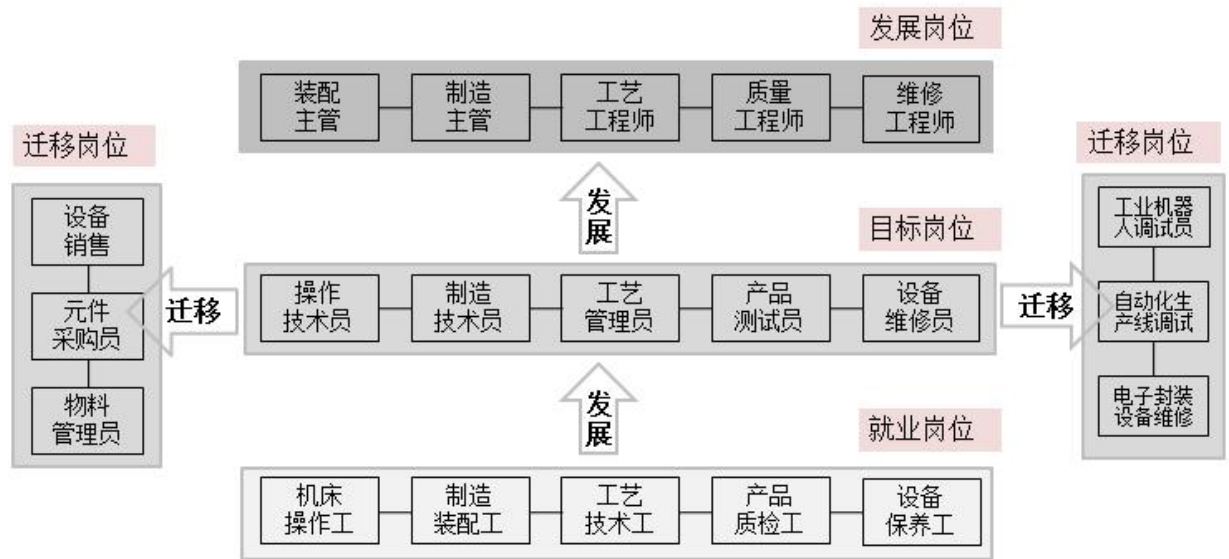 发展岗位
装配
主管
制造
主管
工艺
工程师
质量
工程师
维修
工程师
迁移岗位
设备
销售
元件
采购员
物料
管理员
迁移
发展
目标岗位
操作
技术员
制造
技术员
工艺
管理员
产品
测试员
设备
维修员
迁移
迁移岗位
工业机器
人调试员
自动化生
产线调试
电子封装
设备维修
发展
就业岗位
机床
操作工
制造
装配工
工艺
技术工
产品
质检工
设备
保养工